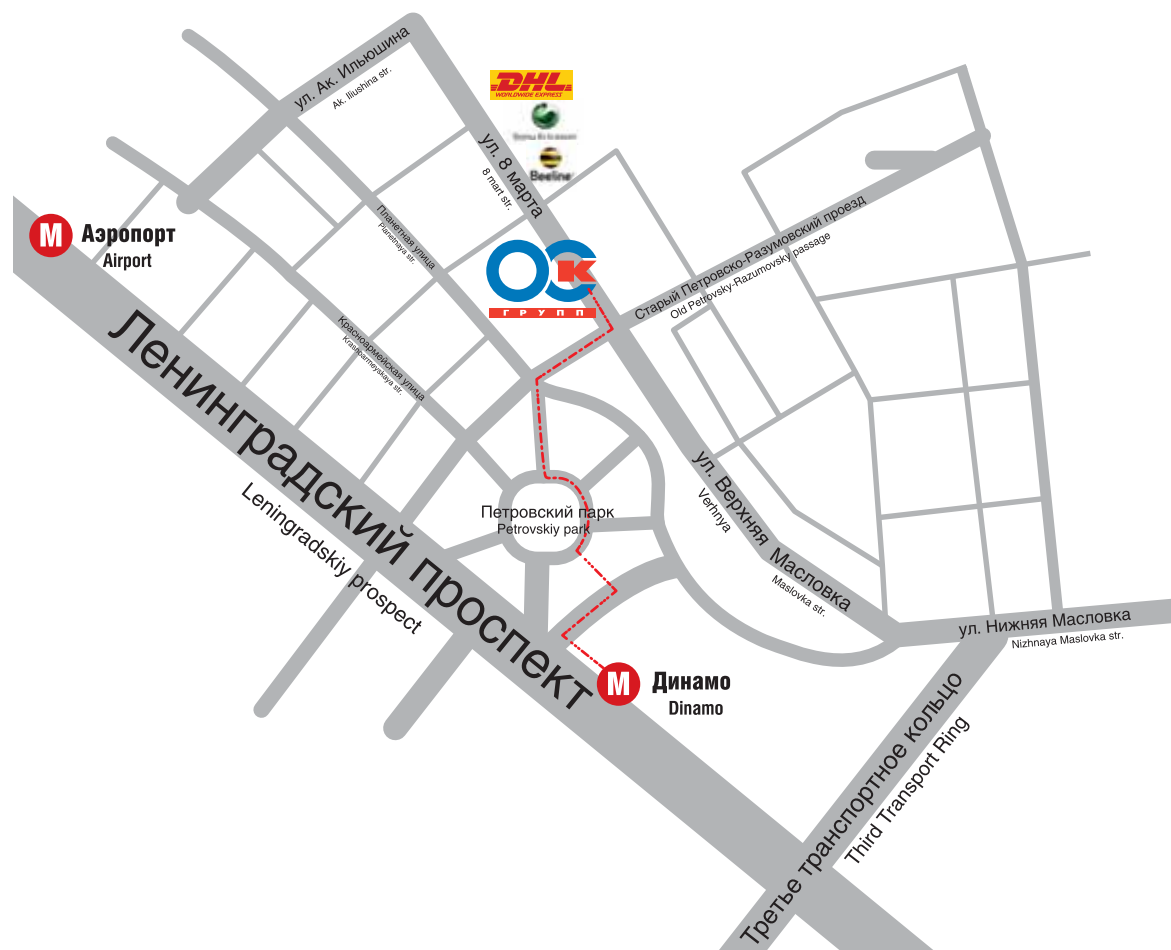 ул. Ак. Ильюшина
Ak. Iliushina str.
DHL
WORLDWIDE EXPRESS
Beeline
ул. 8 марта
8 mart str.
М Аэропорт
Airport
Планетная улица
Planetnaya str.
Старый Петровско-Разумовский проезд
Old Petrovsky-Razumovsky passage
ОСК
ГРУПП
Красноармейская улица
Krasnoarmeyskaya str.
Ленинградский проспект
Leningradskiy prospect
Петровский парк
Petrovskiy park
ул. Верхняя Масловка
Verhnya Maslovka str.
ул. Нижняя Масловка
Nizhnaya Maslovka str.
М Динамо
Dinamo
Третье транспортное кольцо
Third Transport Ring